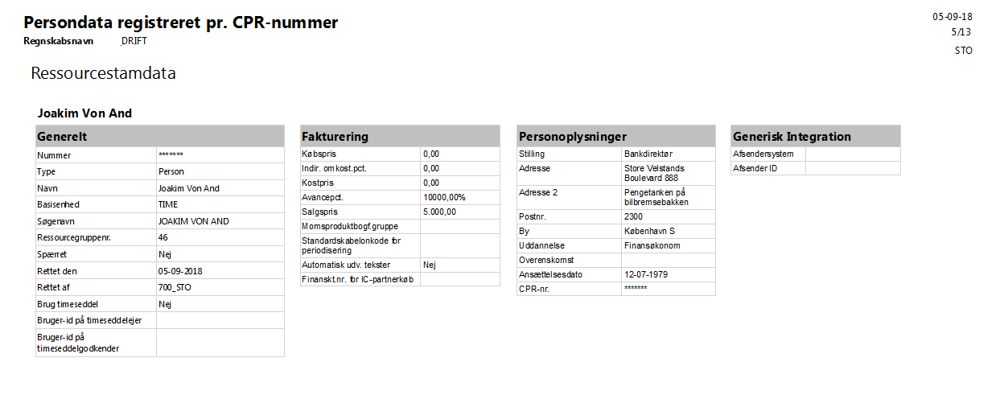 Persondata registreret pr. CPR-nummer
05-09-18
5/13
Regnskabsnavn DRIFT
STO
Ressourcestamdata
Joakim Von And
Generelt
Nummer *******
Type Person
Navn Joakim Von And
Basisenhed TIME
Søgenavn JOAKIM VON AND
Ressourcegruppenr. 46
Spærret Nej
Rettet den 05-09-2018
Rettet af 700_STO
Brug timeseddel Nej
Bruger-id på timeseddelejer
Bruger-id på
timeseddelgodkender
Fakturering
Købspris 0,00
Indir. omkost.pct. 0,00
Kostpris 0,00
Avancepct. 10000,00%
Salgspris 5.000,00
Momsproduktbogf.gruppe
Standardskabelonkode for
periodisering
Automatisk udv. tekster Nej
Finanskt.nr. for IC-partnerkøb
Personoplysninger
Stilling Bankdirektør
Adresse Store Velstands
Boulevard 888
Adresse 2 Pengetanken på
bilbremsebakken
Postnr. 2300
By København S
Uddannelse Finansøkonom
Overenskomst
Ansættelsesdato 12-07-1979
CPR-nr. *******
Generisk Integration
Afsendersystem
Afsender ID